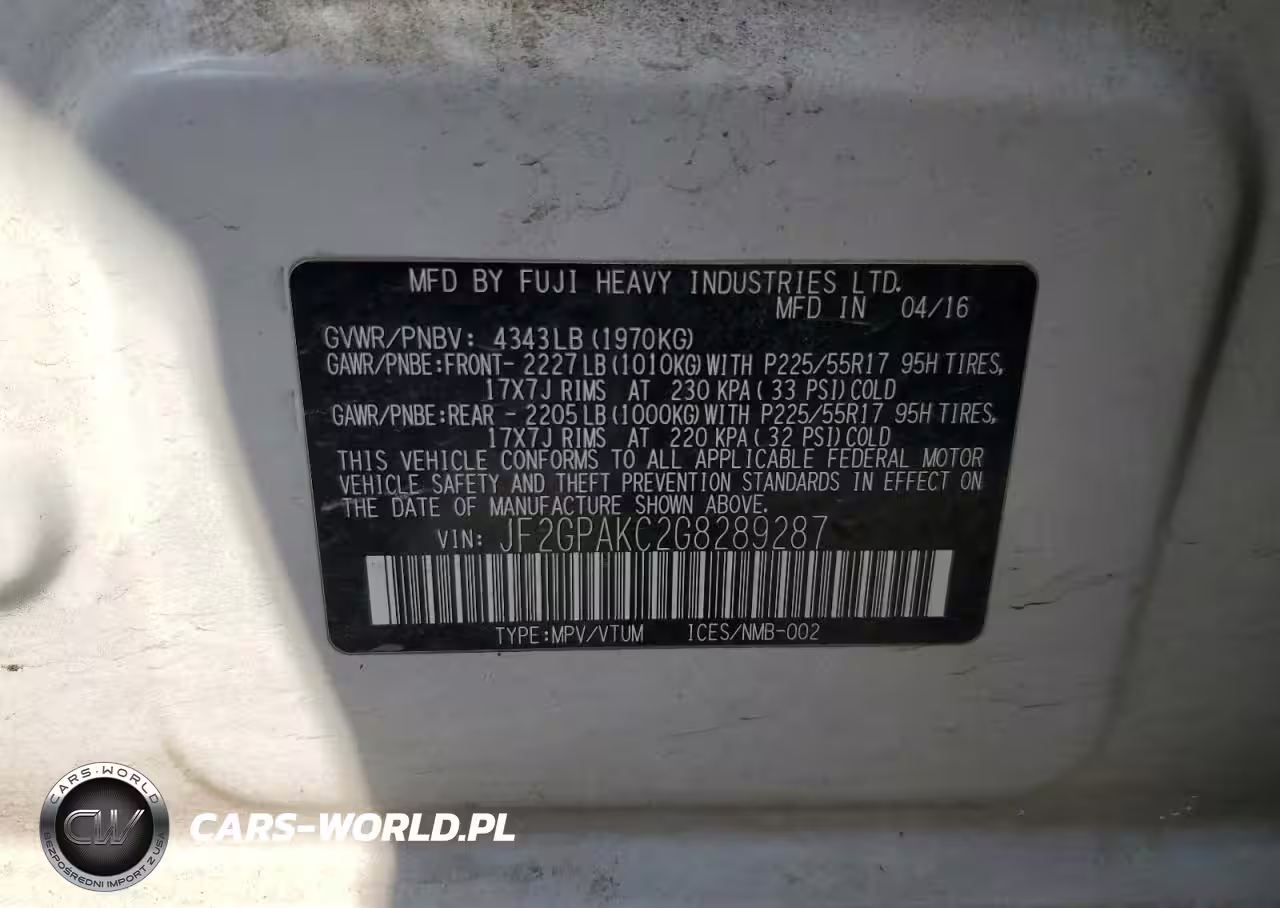 MFD BY FUJI HEAVY INDUSTRIES LTD.
MFD IN 04/16
GVWR/PNBV: 4343LB (1970KG)
GAWR/PNBE:FRONT- 2227LB (1010KG) WITH P225/55R17 95H TIRES,
17X7J RIMS AT 230 KPA ( 33 PSI) COLD
GAWR/PNBE:REAR - 2205LB (1000KG) WITH P225/55R17 95H TIRES,
17X7J RIMS AT 220 KPA ( 32 PSI) COLD
THIS VEHICLE CONFORMS TO ALL APPLICABLE FEDERAL MOTOR
VEHICLE SAFETY AND THEFT PREVENTION STANDARDS IN EFFECT ON
THE DATE OF MANUFACTURE SHOWN ABOVE.
VIN: JF2GPAKC2G8289287
TYPE:MPV/VTUM ICES/NMB-002
CARS-WORLD
CW
BEZPOŚREDNI IMPORT Z USA
CARS-WORLD.PL